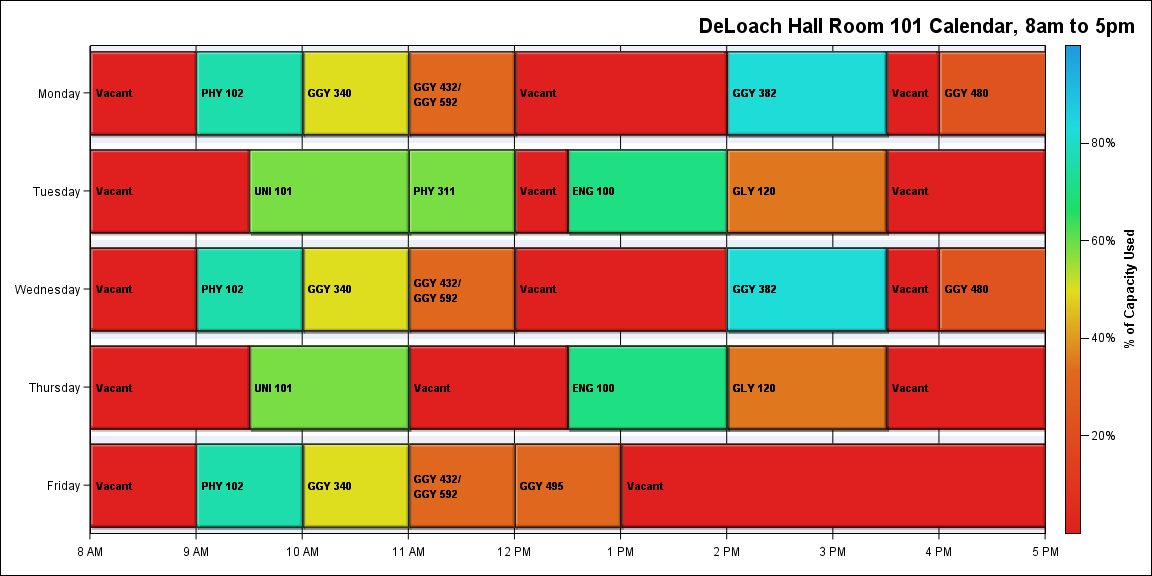 DeLoach Hall Room 101 Calendar, 8am to 5pm
Monday
Vacant
PHY 102
GGY 340
GGY 432/
GGY 592
Vacant
GGY 382
Vacant
GGY 480
Tuesday
Vacant
UNI 101
PHY 311
Vacant
ENG 100
GLY 120
Vacant
Wednesday
Vacant
PHY 102
GGY 340
GGY 432/
GGY 592
Vacant
GGY 382
Vacant
GGY 480
Thursday
Vacant
UNI 101
Vacant
ENG 100
GLY 120
Vacant
Friday
Vacant
PHY 102
GGY 340
GGY 432/
GGY 592
GGY 495
Vacant
8 AM
9 AM
10 AM
11 AM
12 PM
1 PM
2 PM
3 PM
4 PM
5 PM
80%
60%
40%
20%
% of Capacity Used